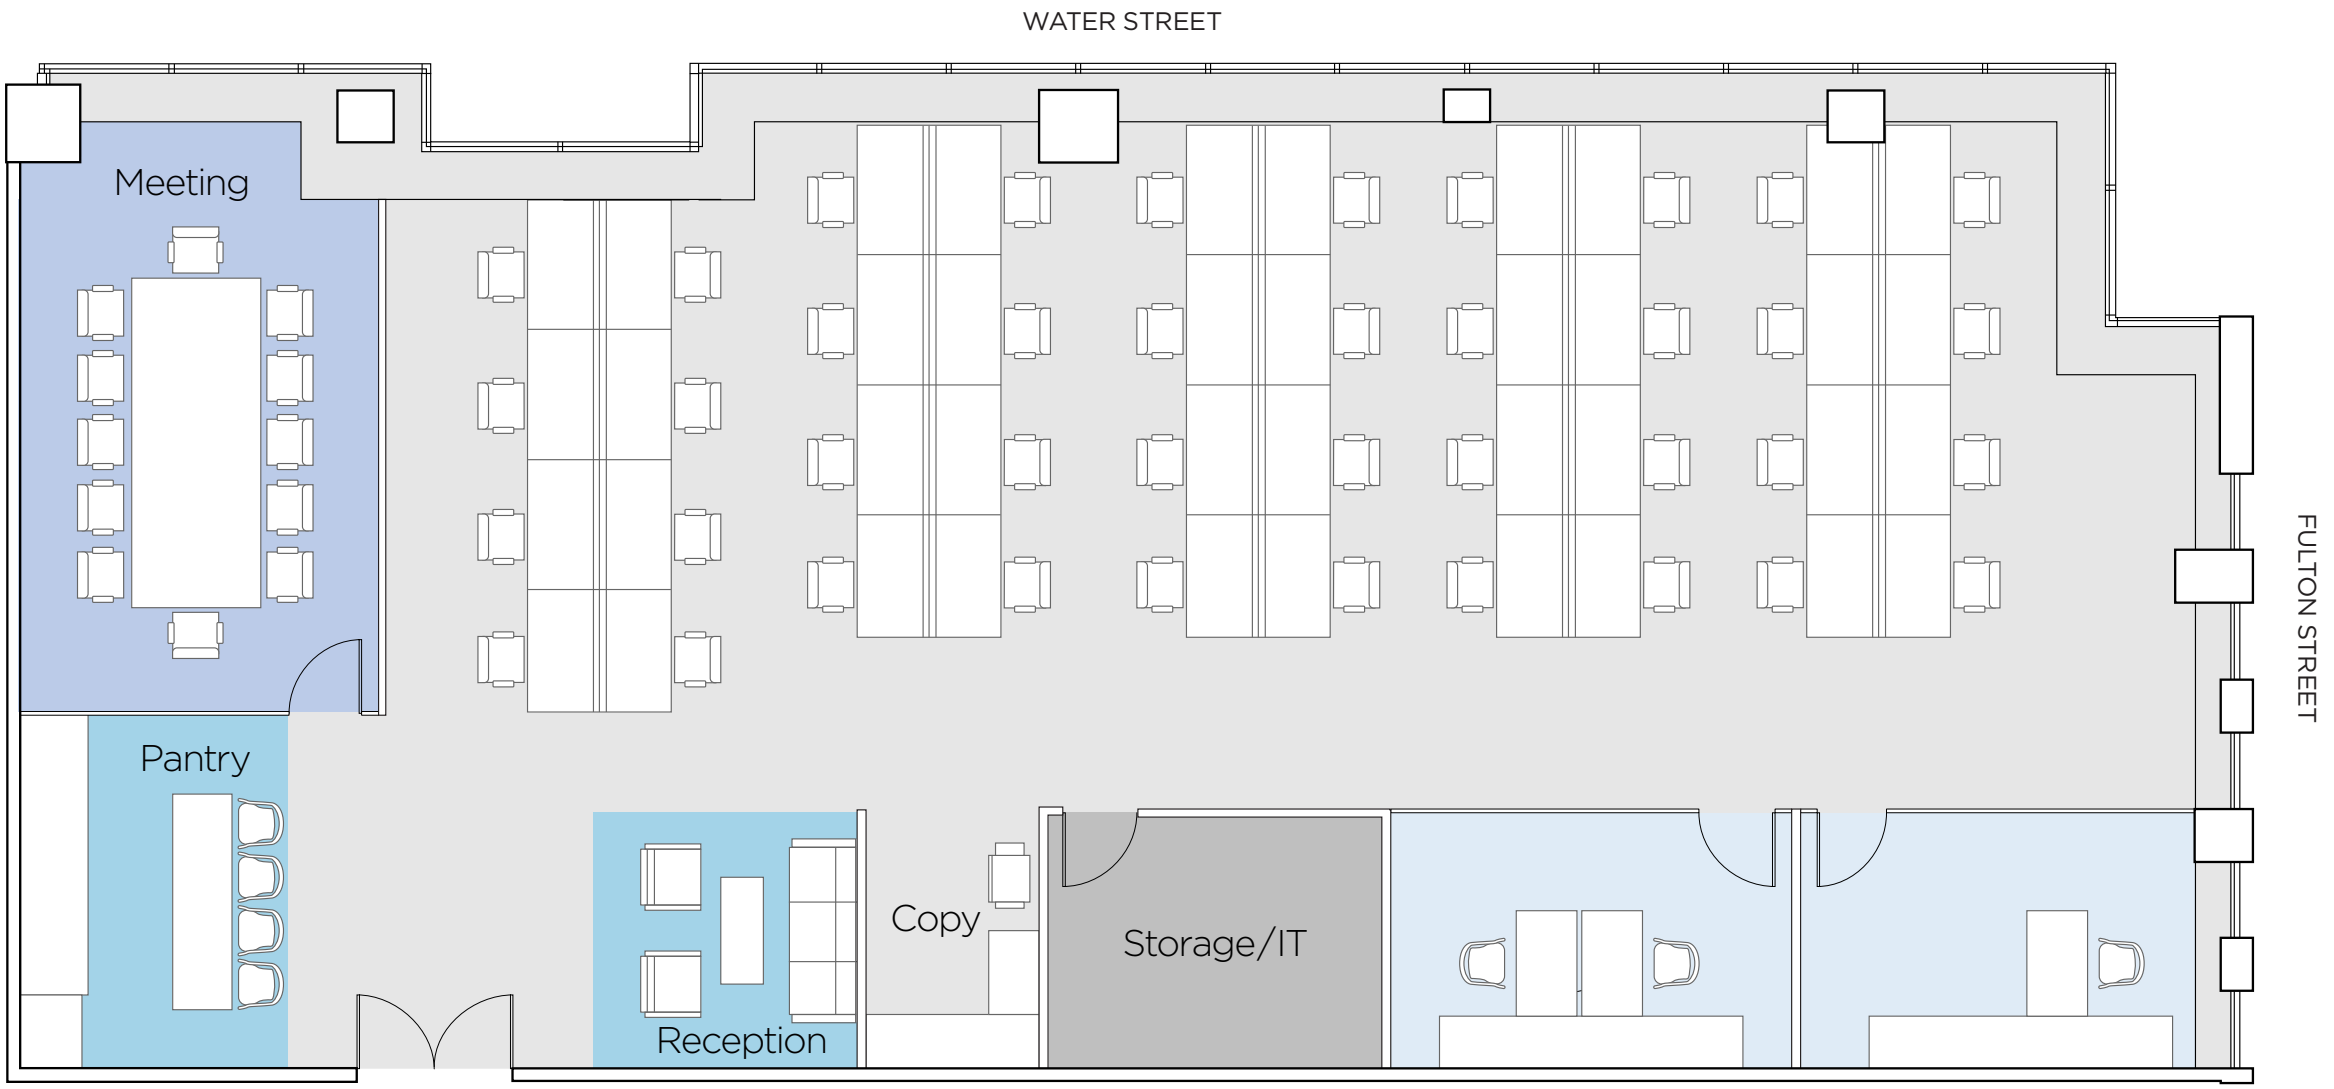 WATER STREET
Meeting
FULTON STREET
Pantry
Copy
Storage/IT
Reception